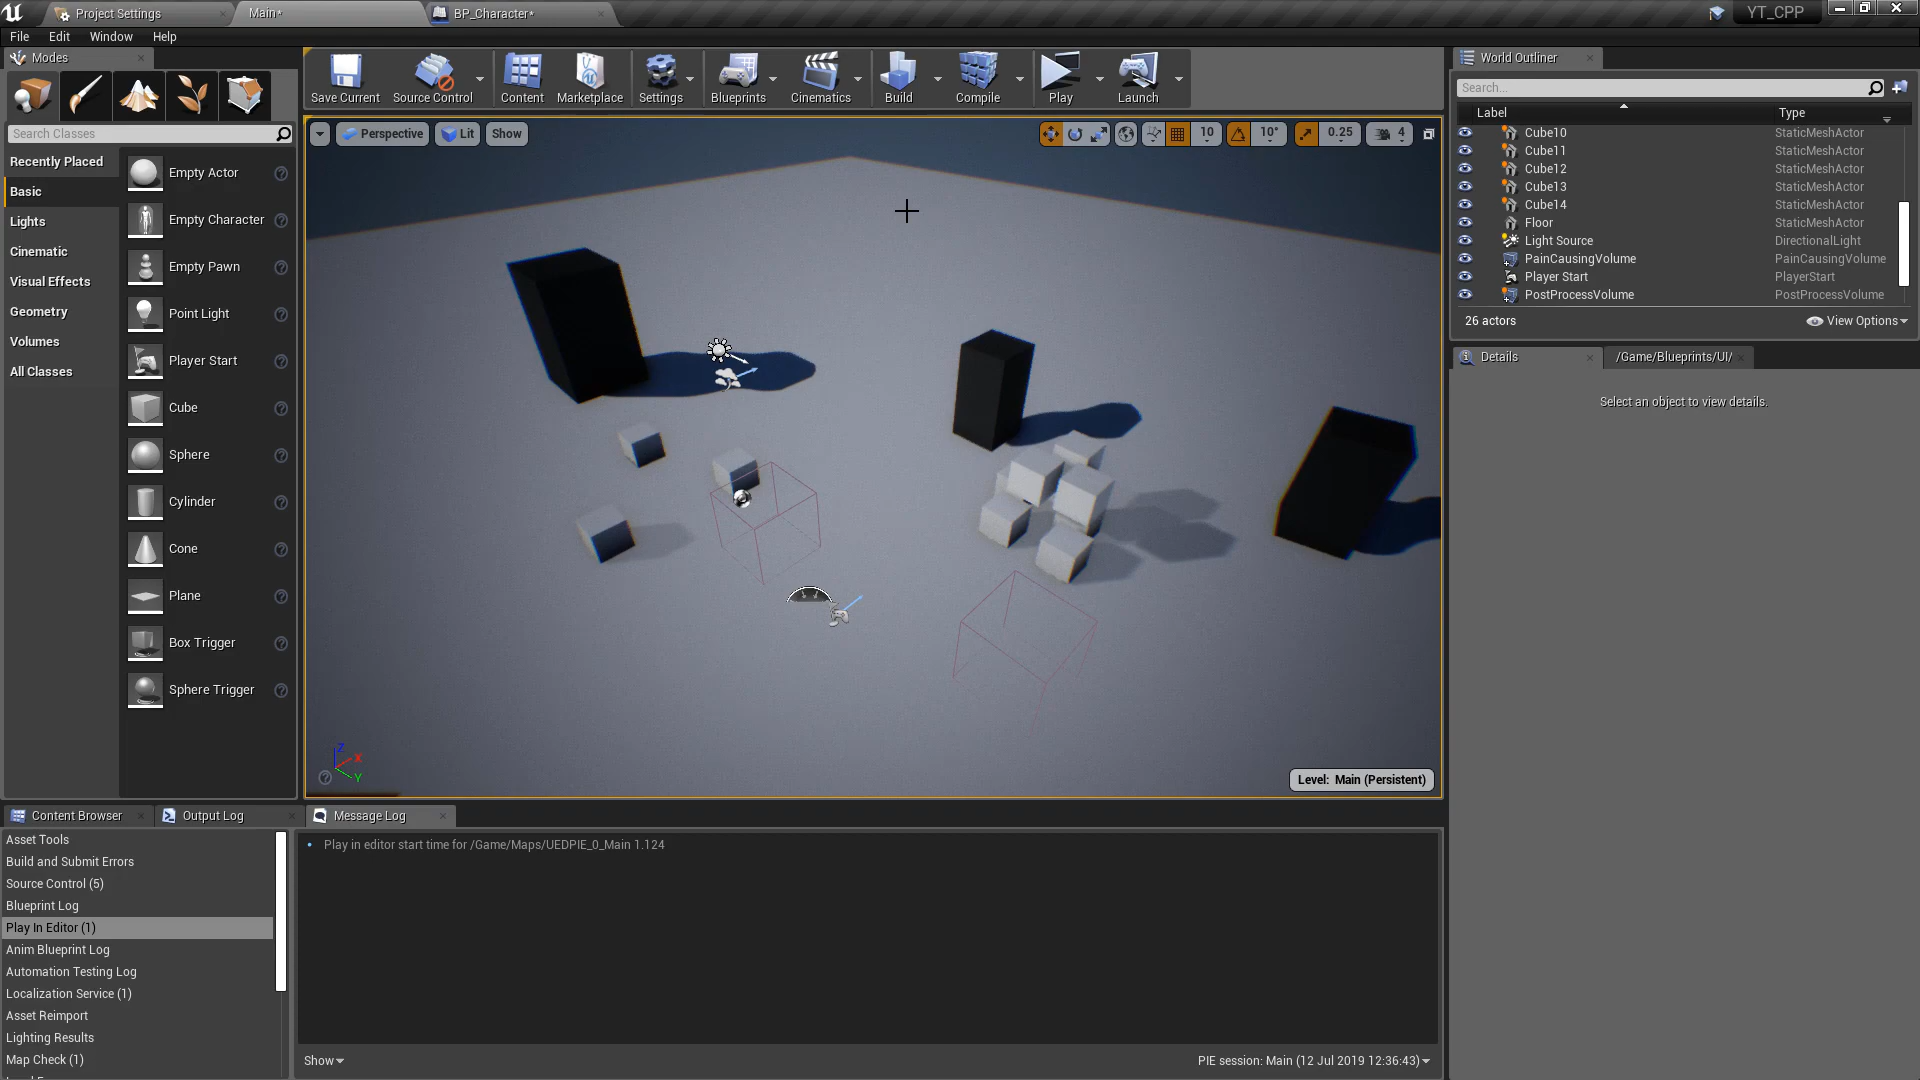 Project Settings
Main*
BP_Character*
YT_CPP
File
Edit
Window
Help
Modes
Save Current
Source Control
Content
Marketplace
Settings
Blueprints
Cinematics
Build
Compile
Play
Launch
World Outliner
Search...
Label
Type
Search Classes
Recently Placed
Basic
Lights
Cinematic
Visual Effects
Geometry
Volumes
All Classes
Empty Actor
Empty Character
Empty Pawn
Point Light
Player Start
Cube
Sphere
Cylinder
Cone
Plane
Box Trigger
Sphere Trigger
Perspective
Lit
Show
10
10°
0.25
4
Z
X
Y
Level: Main (Persistent)
Cube10 StaticMeshActor
Cube11 StaticMeshActor
Cube12 StaticMeshActor
Cube13 StaticMeshActor
Cube14 StaticMeshActor
Floor StaticMeshActor
Light Source DirectionalLight
PainCausingVolume PainCausingVolume
Player Start PlayerStart
PostProcessVolume PostProcessVolume
26 actors
View Options
Details
/Game/Blueprints/UI/
Select an object to view details.
Content Browser
Output Log
Message Log
Asset Tools
Build and Submit Errors
Source Control (5)
Blueprint Log
Play In Editor (1)
Anim Blueprint Log
Automation Testing Log
Localization Service (1)
Asset Reimport
Lighting Results
Map Check (1)
Play in editor start time for /Game/Maps/UEDPIE_0_Main 1.124
Show
PIE session: Main (12 Jul 2019 12:36:43)